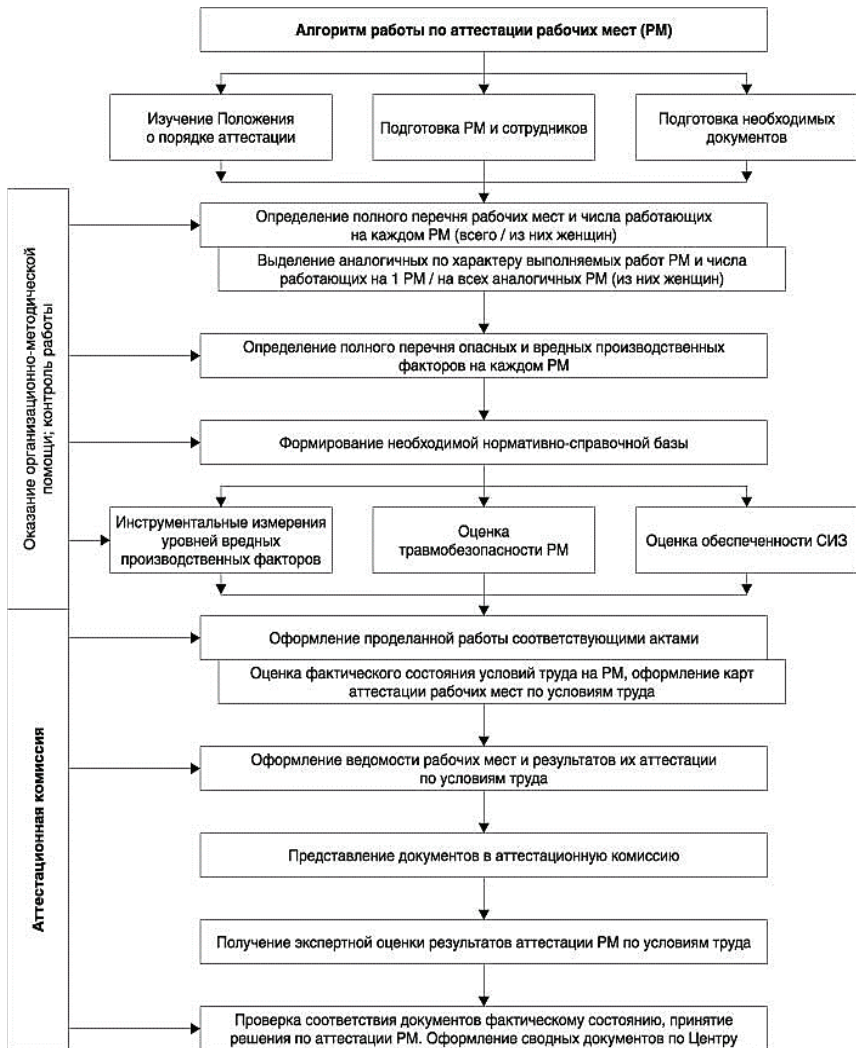 Алгоритм работы по аттестации рабочих мест (РМ)
Изучение Положения
о порядке аттестации
Подготовка РМ и сотрудников
Подготовка необходимых
документов
Оказание организационно-методической
помощи; контроль работы
Определение полного перечня рабочих мест и числа работающих
на каждом РМ (всего / из них женщин)
Выделение аналогичных по характеру выполняемых работ РМ и числа
работающих на 1 РМ / на всех аналогичных РМ (из них женщин)
Определение полного перечня опасных и вредных производственных
факторов на каждом РМ
Формирование необходимой нормативно-справочной базы
Инструментальные измерения
уровней вредных
производственных факторов
Оценка
травмобезопасности РМ
Оценка обеспеченности СИЗ
Аттестационная комиссия
Оформление проделанной работы соответствующими актами
Оценка фактического состояния условий труда на РМ, оформление карт
аттестации рабочих мест по условиям труда
Оформление ведомости рабочих мест и результатов их аттестации
по условиям труда
Представление документов в аттестационную комиссию
Получение экспертной оценки результатов аттестации РМ по условиям труда
Проверка соответствия документов фактическому состоянию, принятие
решения по аттестации РМ. Оформление сводных документов по Центру